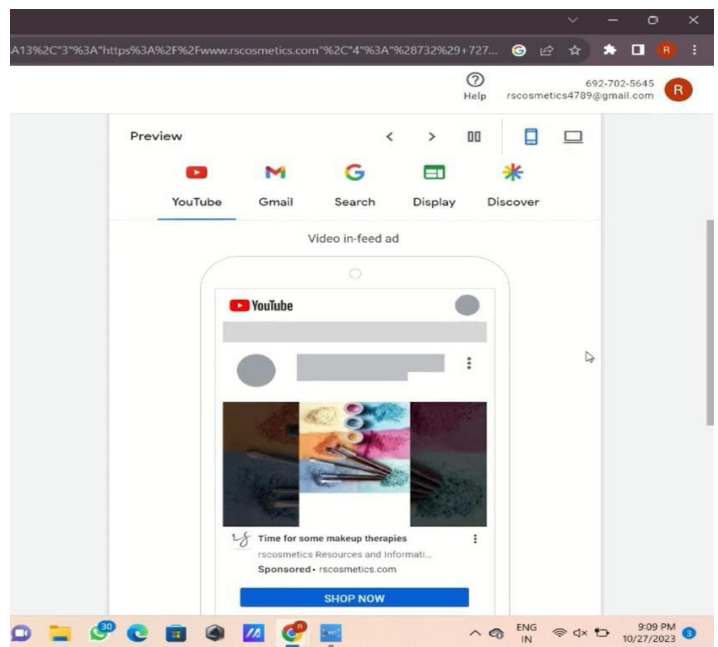 A13%2C"3"%3A"https%3A%2F%2Fwww.rscosmetics.com"%2C"4"%3A"%28732%29+727...
R
Help
692-702-5645
rscosmetics4789@gmail.com
R
Preview
YouTube
Gmail
Search
Display
Discover
Video in-feed ad
YouTube
Time for some makeup therapies
rscosmetics Resources and Informati...
Sponsored• rscosmetics.com
SHOP NOW
30
R
ENG
IN
9:09 PM
10/27/2023
3